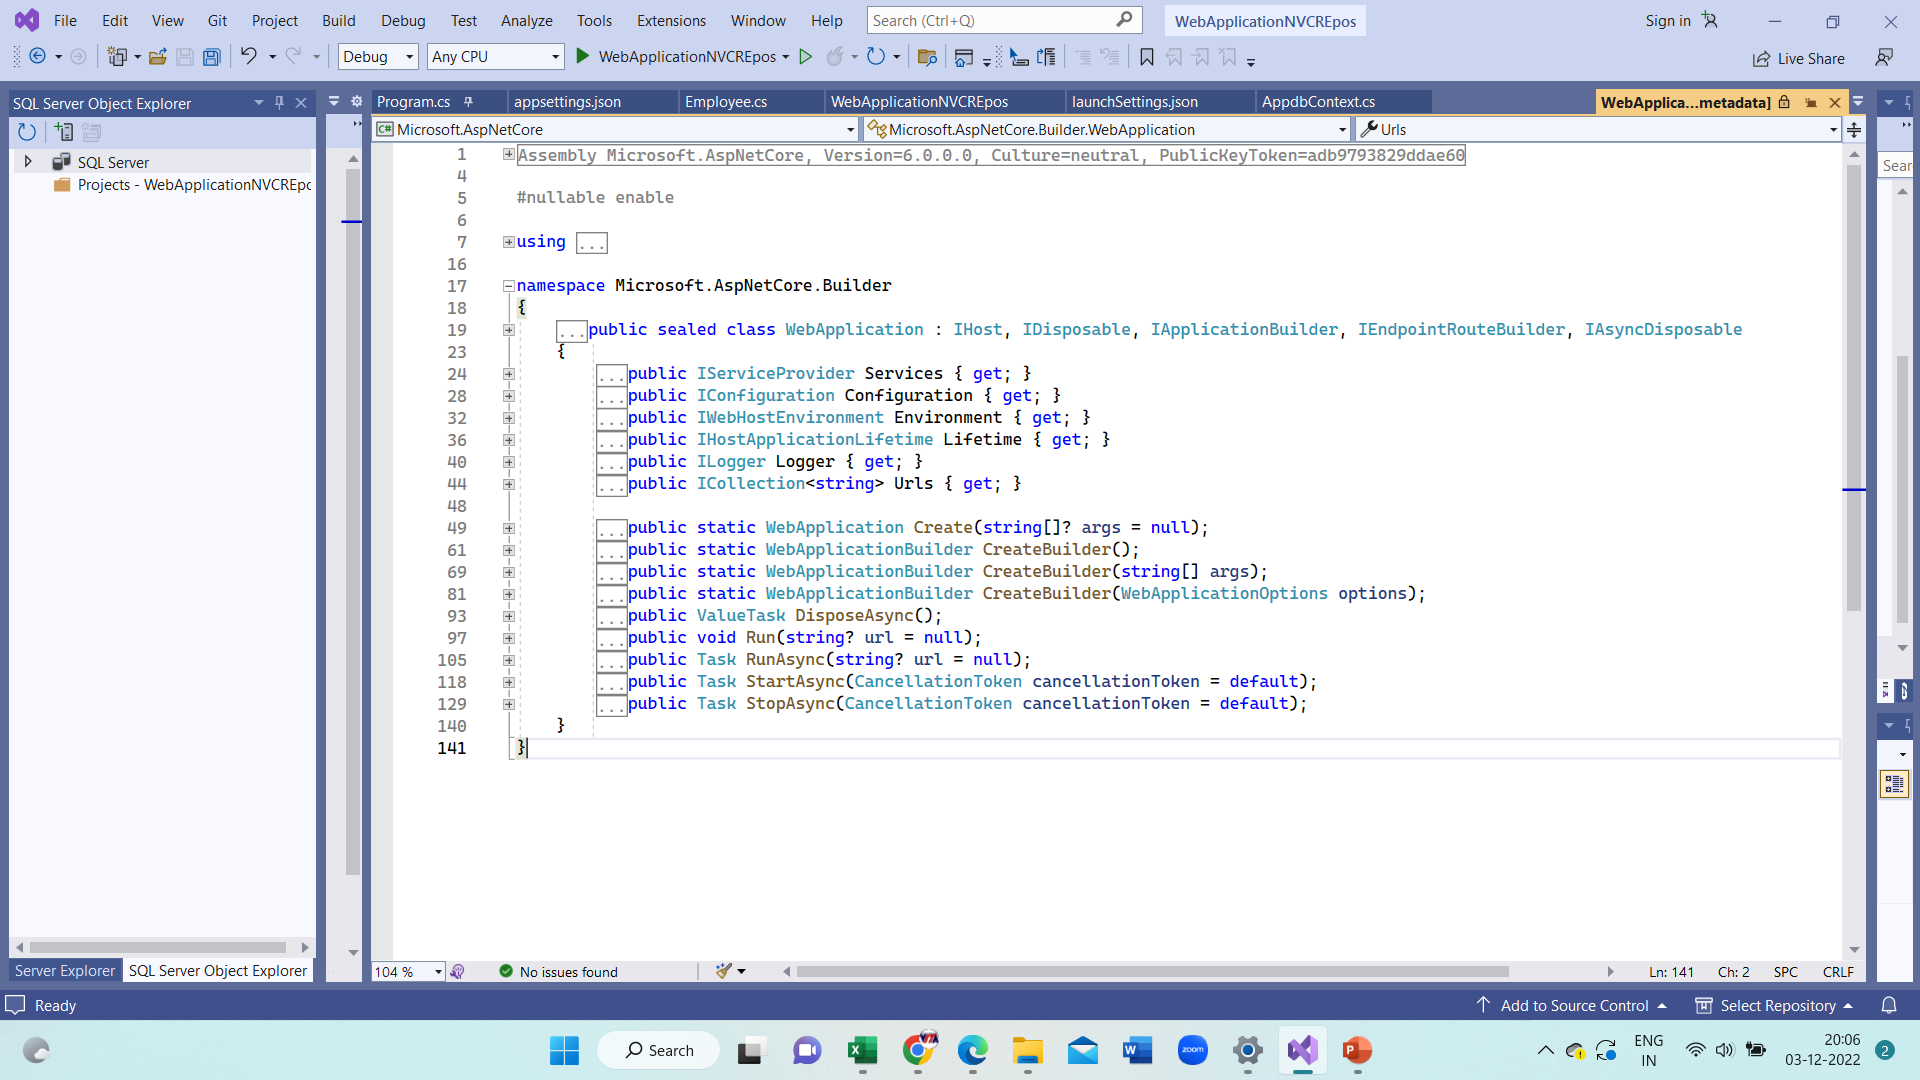 File Edit View Git Project Build Debug Test Analyze Tools Extensions Window Help Search (Ctrl+Q) WebApplicationNVCREpos Sign in
Debug Any CPU WebApplicationNVCREpos Live Share
SQL Server Object Explorer
SQL Server
Projects - WebApplicationNVCREpc
Server Explorer SQL Server Object Explorer
Program.cs appsettings.json Employee.cs WebApplicationNVCREpos launchSettings.json AppdbContext.cs WebApplica...metadata]
C# Microsoft.AspNetCore Microsoft.AspNetCore.Builder.WebApplication Urls
Sear
1 Assembly Microsoft.AspNetCore, Version=6.0.0.0, Culture=neutral, PublicKeyToken=adb9793829ddae60
4
5 #nullable enable
6
7 using ...
16
17 namespace Microsoft.AspNetCore.Builder
18 {
19 ...public sealed class WebApplication : IHost, IDisposable, IApplicationBuilder, IEndpointRouteBuilder, IAsyncDisposable
23 {
24 ...public IServiceProvider Services { get; }
28 ...public IConfiguration Configuration { get; }
32 ...public IWebHostEnvironment Environment { get; }
36 ...public IHostApplicationLifetime Lifetime { get; }
40 ...public ILogger Logger { get; }
44 ...public ICollection<string> Urls { get; }
48
49 ...public static WebApplication Create(string[]? args = null);
61 ...public static WebApplicationBuilder CreateBuilder();
69 ...public static WebApplicationBuilder CreateBuilder(string[] args);
81 ...public static WebApplicationBuilder CreateBuilder(WebApplicationOptions options);
93 ...public ValueTask DisposeAsync();
97 ...public void Run(string? url = null);
105 ...public Task RunAsync(string? url = null);
118 ...public Task StartAsync(CancellationToken cancellationToken = default);
129 ...public Task StopAsync(CancellationToken cancellationToken = default);
140 }
141 }
104 % No issues found Ln: 141 Ch: 2 SPC CRLF
Ready Add to Source Control Select Repository
Search zoom ENG IN 20:06 03-12-2022 2